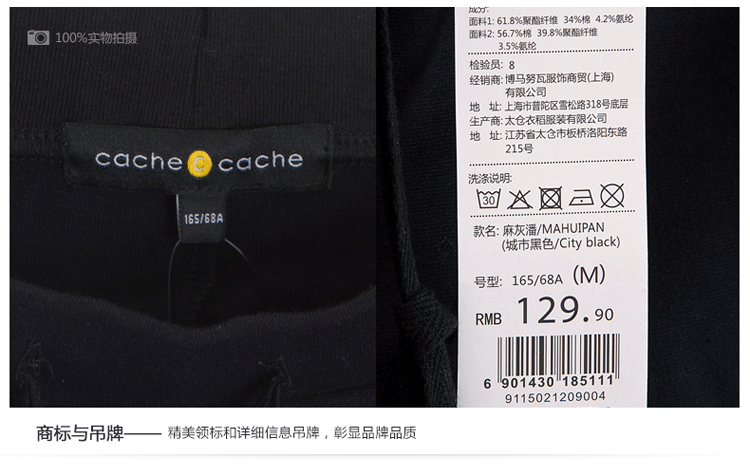 100%实物拍摄
cache c cache
165/68A
成分:
面料1: 61.8%聚酯纤维 34%棉 4.2%氨纶
面料2: 56.7%棉 39.8%聚酯纤维
3.5%氨纶
检验员: 8
经销商: 博马努瓦服饰商贸(上海)
有限公司
地 址: 上海市普陀区雪松路318号底层
生产商: 太仓衣稻服装有限公司
地 址: 江苏省太仓市板桥洛阳东路
215号
洗涤说明:
30
款名: 麻灰潘/MAHUIPAN
(城市黑色/City black)
号型: 165/68A (M)
RMB 129.90
6 901430 185111
9115021209004
商标与吊牌—— 精美领标和详细信息吊牌，彰显品牌品质